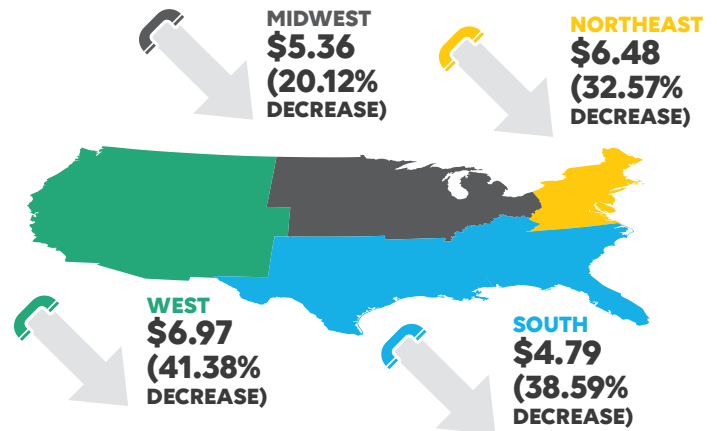 MIDWEST
$5.36
(20.12%
DECREASE)
NORTHEAST
$6.48
(32.57%
DECREASE)
WEST
$6.97
(41.38%
DECREASE)
SOUTH
$4.79
(38.59%
DECREASE)